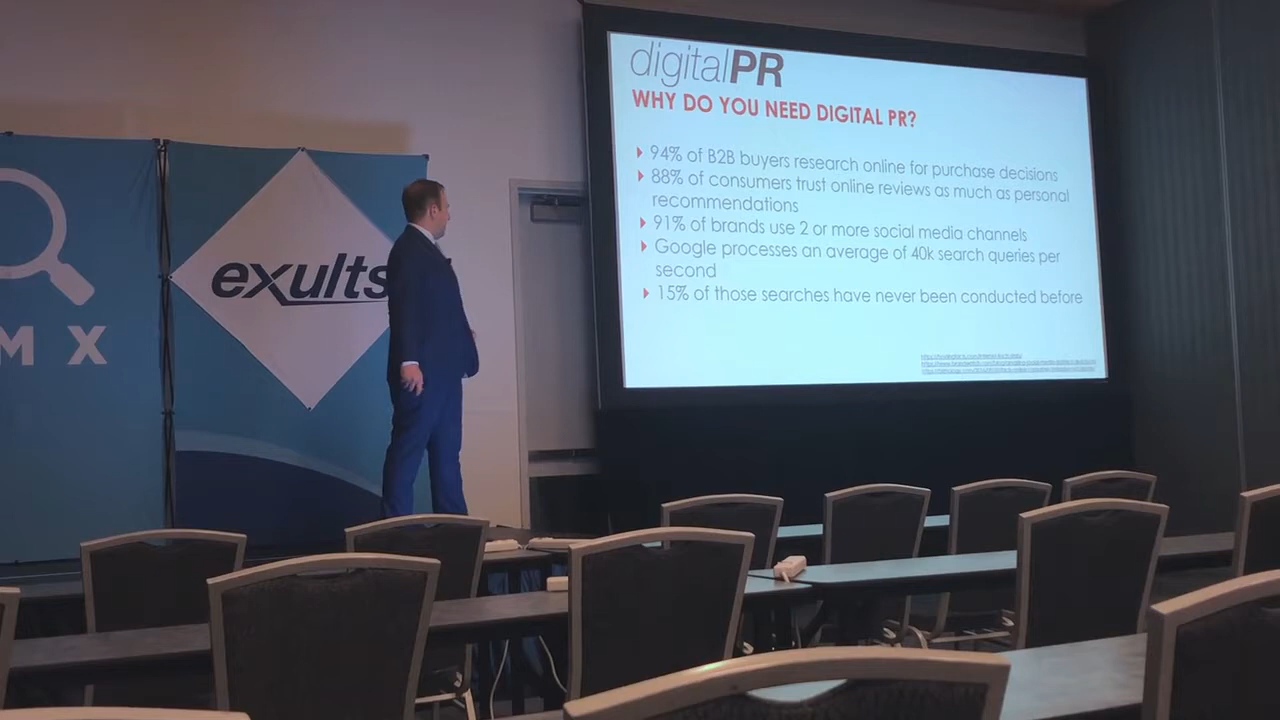 digitalPR
WHY DO YOU NEED DIGITAL PR?
94% of B2B buyers research online for purchase decisions
88% of consumers trust online reviews as much as personal
recommendations
91% of brands use 2 or more social media channels
Google processes an average of 40k search queries per
second
15% of those searches have never been conducted before
exults
M X